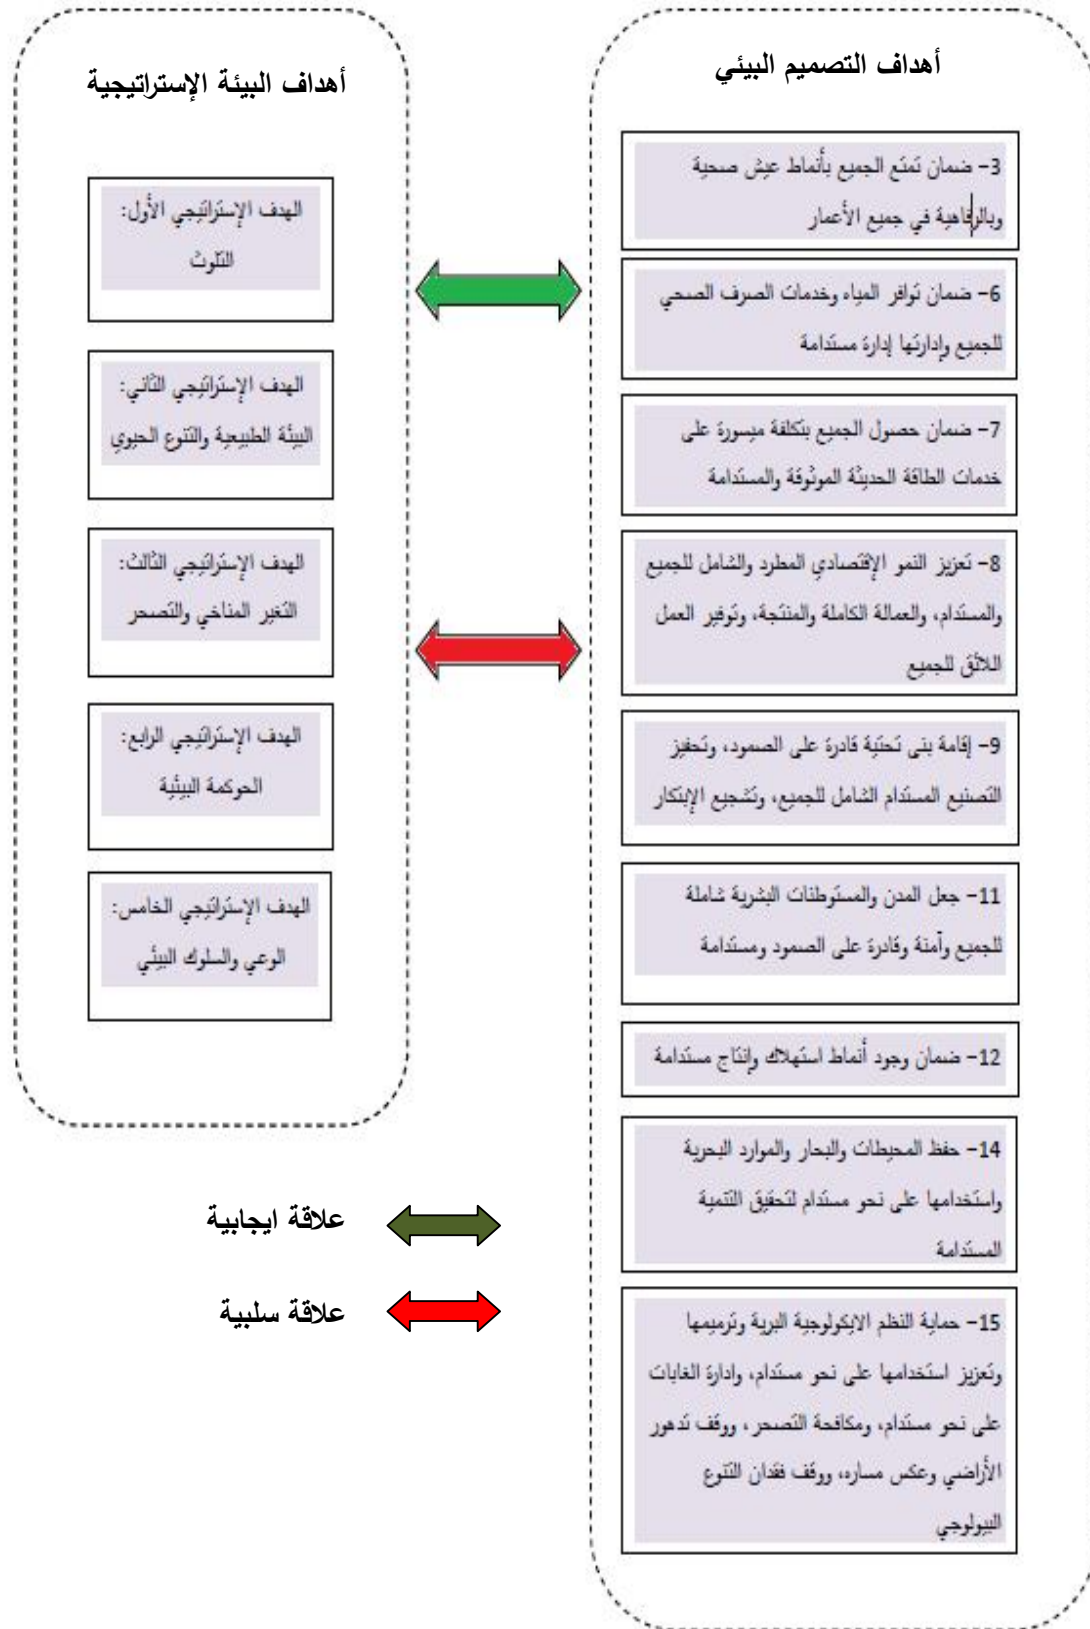 أهداف التصميم البيئي
3- ضمان تمتع الجميع بأنماط عيش صحية
وبالرفاهية في جميع الأعمار
6- ضمان توافر المياه وخدمات الصرف الصحي
للجميع وإدارتها إدارة مستدامة
7- ضمان حصول الجميع بتكلفة ميسورة على
خدمات الطاقة الحديثة الموثوقة والمستدامة
8- تعزيز النمو الإقتصادي المطرد والشامل للجميع
والمستدام، والعمالة الكاملة والمنتجة، وتوفير العمل
اللائق للجميع
9- إقامة بنى تحتية قادرة على الصمود، وتحفيز
التصنيع المستدام الشامل للجميع، وتشجيع الإبتكار
11- جعل المدن والمستوطنات البشرية شاملة
للجميع وآمنة وقادرة على الصمود ومستدامة
12- ضمان وجود أنماط استهلاك وإنتاج مستدامة
14- حفظ المحيطات والبحار والموارد البحرية
واستخدامها على نحو مستدام لتحقيق التنمية
المستدامة
15- حماية النظم الايكولوجية البرية وترميمها
وتعزيز استخدامها على نحو مستدام، وادارة الغابات
على نحو مستدام، ومكافحة التصحر، ووقف تدهور
الأراضي وعكس مساره، ووقف فقدان التنوع
البيولوجي
أهداف البيئة الإستراتيجية
الهدف الإستراتيجي الأول:
التلوث
الهدف الإستراتيجي الثاني:
البيئة الطبيعية والتنوع الحيوي
الهدف الإستراتيجي الثالث:
التغير المناخي والتصحر
الهدف الإستراتيجي الرابع:
الحوكمة البيئية
الهدف الإستراتيجي الخامس:
الوعي والسلوك البيئي
علاقة ايجابية
علاقة سلبية